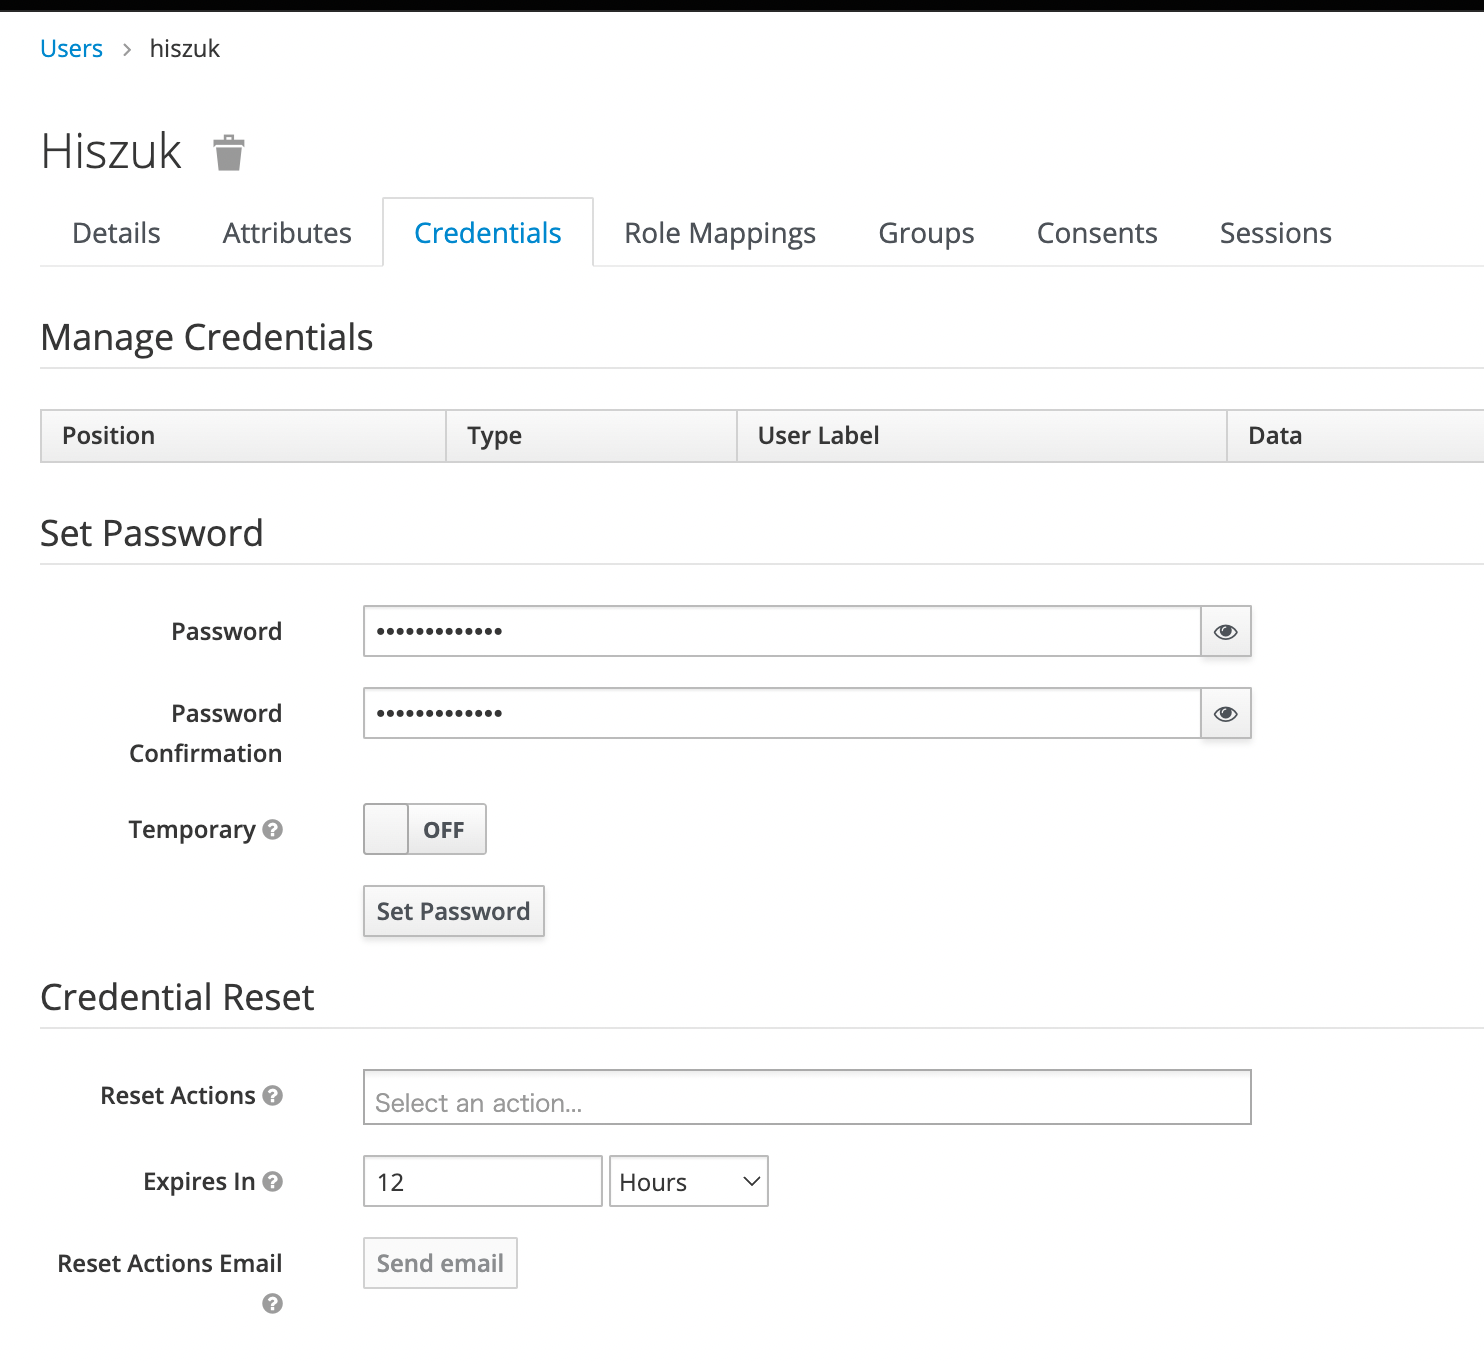 Users > hiszuk
Hiszuk
Details Attributes Credentials Role Mappings Groups Consents Sessions
Manage Credentials
Position Type User Label Data
Set Password
Password •••••••••••••
Password •••••••••••••
Confirmation
Temporary ? OFF
Set Password
Credential Reset
Reset Actions ? Select an action...
Expires In ? 12 Hours
Reset Actions Email Send email
?